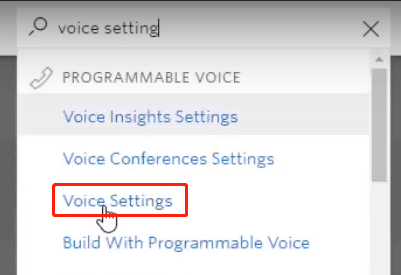 voice setting
PROGRAMMABLE VOICE
Voice Insights Settings
Voice Conferences Settings
Voice Settings
Build With Programmable Voice